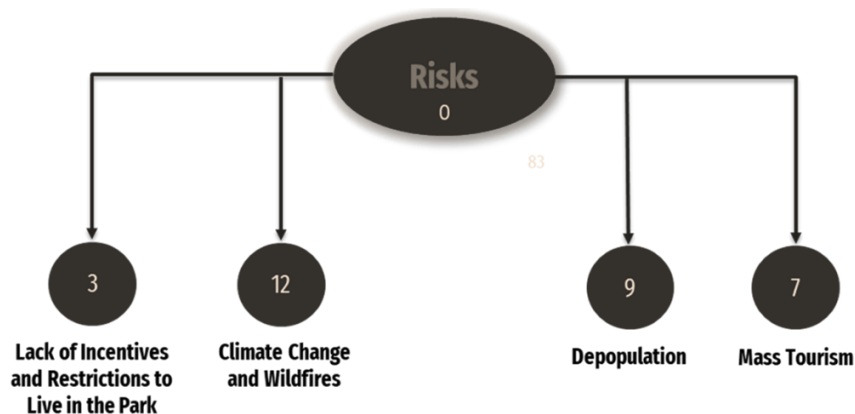 Risks
0
83
3
12
9
7
Lack of Incentives
and Restrictions to
Live in the Park
Climate Change
and Wildfires
Depopulation
Mass Tourism